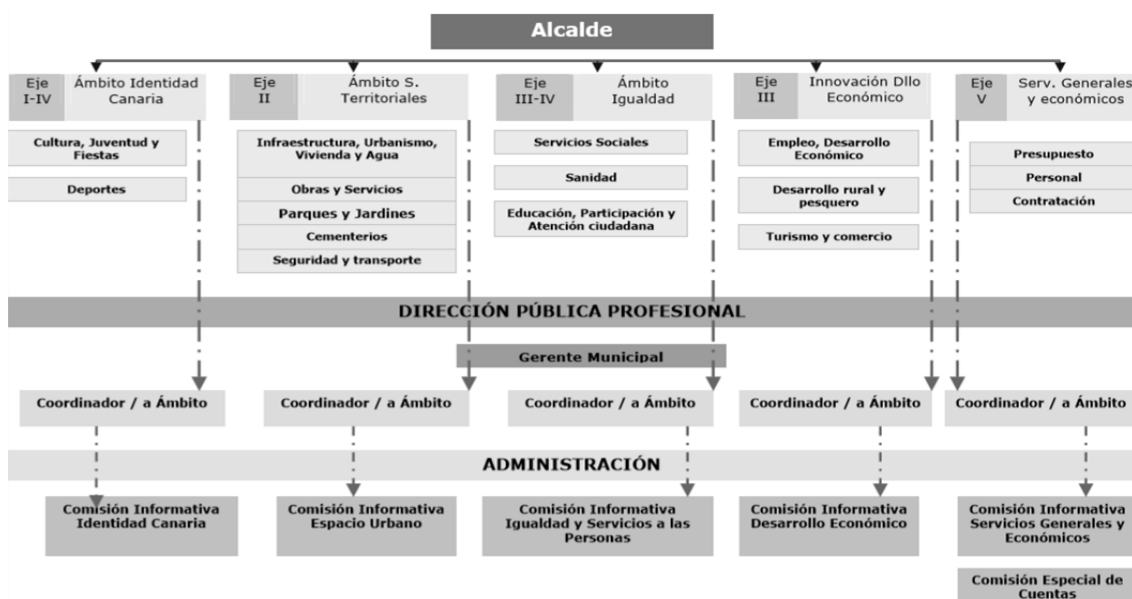 Alcalde
Eje
I-IV
Ámbito Identidad
Canaria
Eje
II
Ámbito S.
Territoriales
Eje
III-IV
Ámbito
Igualdad
Eje
III
Innovación Dllo
Económico
Eje
V
Serv. Generales
y económicos
Cultura, Juventud y
Fiestas
Deportes
Infraestructura, Urbanismo,
Vivienda y Agua
Obras y Servicios
Parques y Jardines
Cementerios
Seguridad y transporte
Servicios Sociales
Sanidad
Educación, Participación y
Atención ciudadana
Empleo, Desarrollo
Económico
Desarrollo rural y
pesquero
Turismo y comercio
Presupuesto
Personal
Contratación
DIRECCIÓN PÚBLICA PROFESIONAL
Gerente Municipal
Coordinador / a Ámbito
Coordinador / a Ámbito
Coordinador / a Ámbito
Coordinador / a Ámbito
Coordinador / a Ámbito
ADMINISTRACIÓN
Comisión Informativa
Identidad Canaria
Comisión Informativa
Espacio Urbano
Comisión Informativa
Igualdad y Servicios a las
Personas
Comisión Informativa
Desarrollo Económico
Comisión Informativa
Servicios Generales y
Económicos
Comisión Especial de
Cuentas